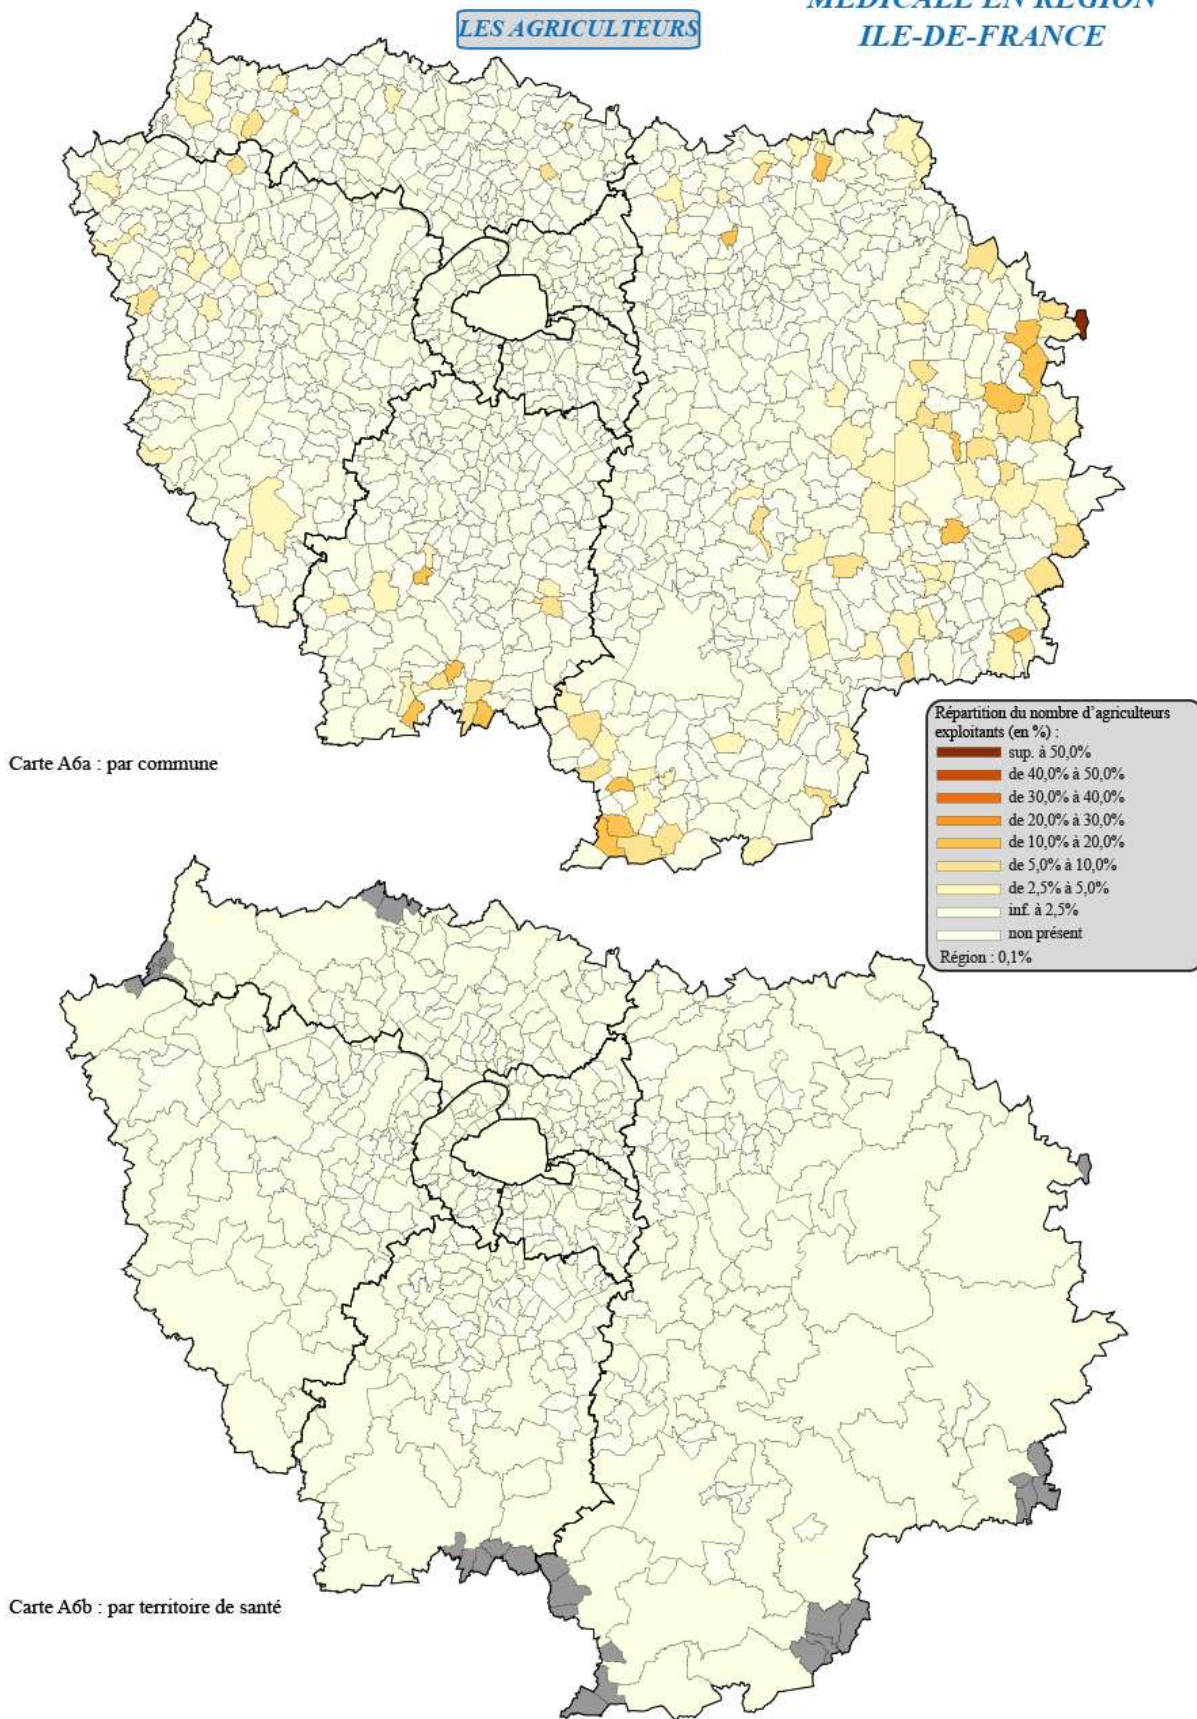 MÉDICALE EN RÉGION
ILE-DE-FRANCE
LES AGRICULTEURS
Carte A6a : par commune
Répartition du nombre d’agriculteurs
exploitants (en %) :
sup. à 50,0%
de 40,0% à 50,0%
de 30,0% à 40,0%
de 20,0% à 30,0%
de 10,0% à 20,0%
de 5,0% à 10,0%
de 2,5% à 5,0%
inf. à 2,5%
non présent
Région : 0,1%
Carte A6b : par territoire de santé